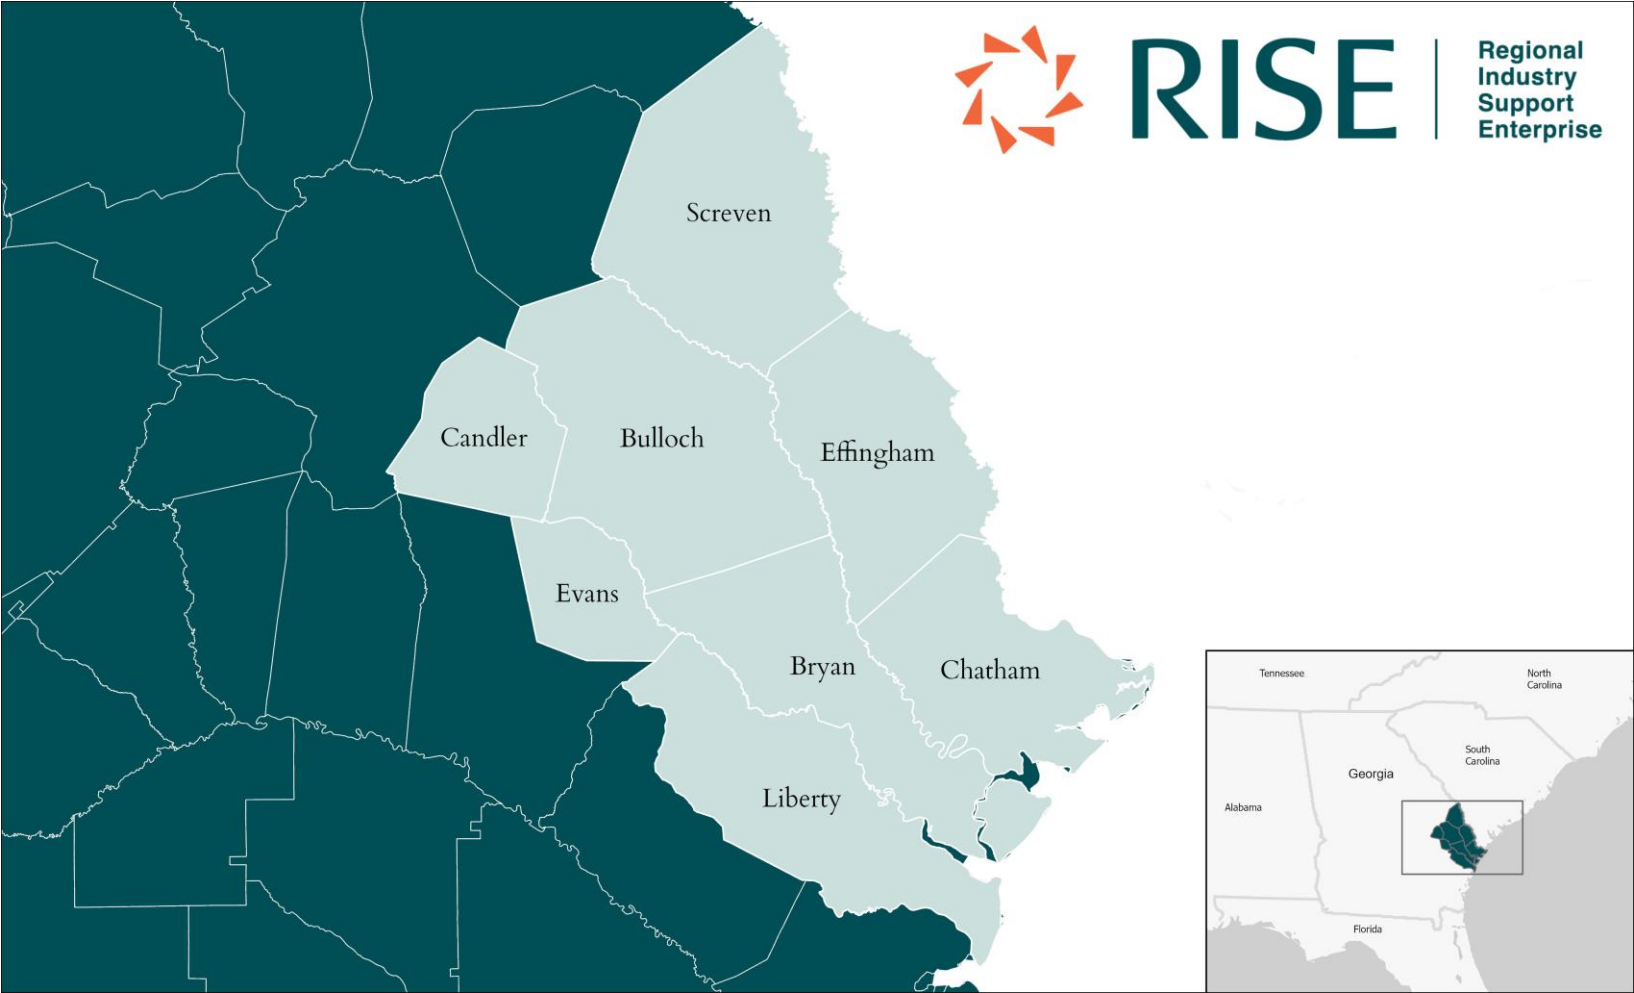 RISE
Regional
Industry
Support
Enterprise
Screven
Candler
Bulloch
Effingham
Evans
Bryan
Chatham
Liberty
Tennessee
North
Carolina
South
Carolina
Georgia
Alabama
Florida